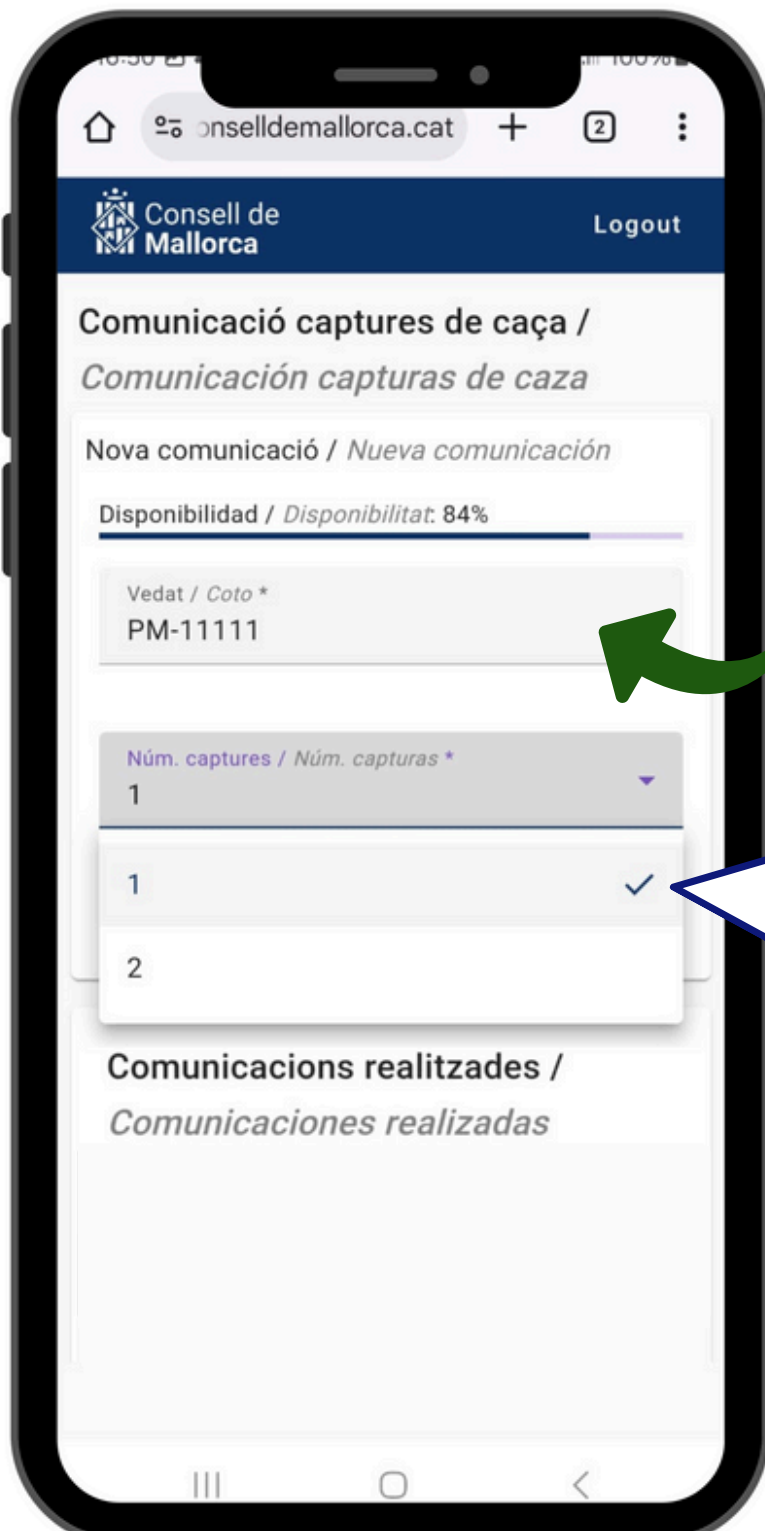 onselldemallorca.cat
2
Consell de
Mallorca
Logout
Comunicació captures de caça /
Comunicación capturas de caza
Nova comunicació / Nueva comunicación
Disponibilidad / Disponibilitat: 84%
Vedat / Coto *
PM-11111
Núm. captures / Núm. capturas *
1
1
2
Comunicacions realitzades /
Comunicaciones realizadas